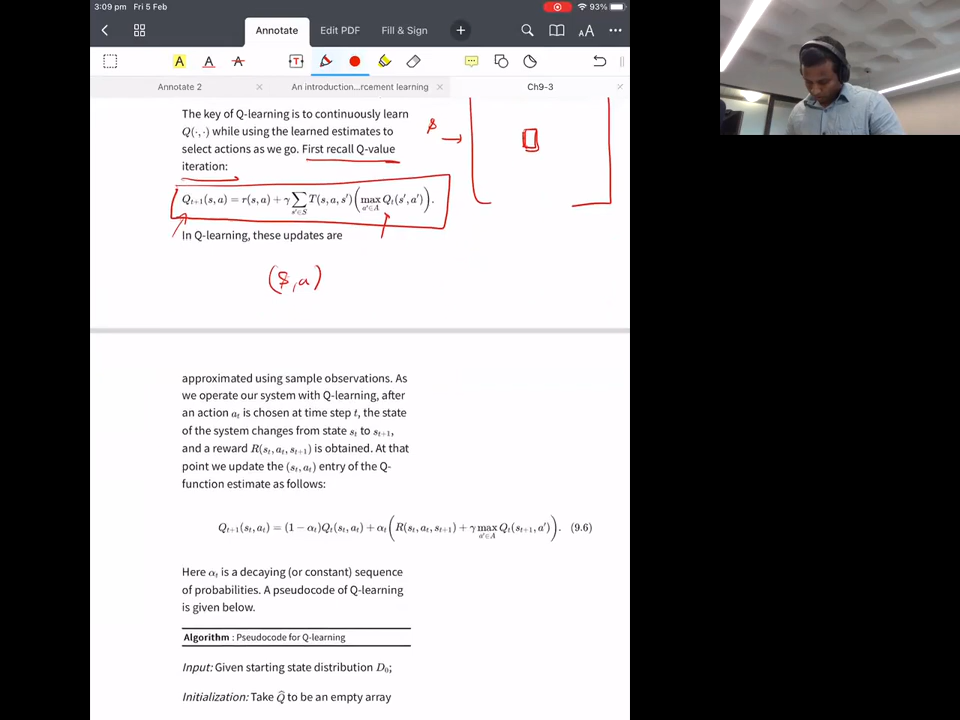 3:09 pm Fri 5 Feb
93%
Annotate
Edit PDF
Fill & Sign
Annotate 2
An introduction...rcement learning
Ch9-3
The key of Q-learning is to continuously learn
Q(·,·) while using the learned estimates to
select actions as we go. First recall Q-value
iteration:
Q_{t+1}(s, a) = r(s, a) + γ ∑_{s'∈S} T(s, a, s') ( max_{a'∈A} Q_t(s', a') ).
In Q-learning, these updates are
(s, a)
s →
approximated using sample observations. As
we operate our system with Q-learning, after
an action a_t is chosen at time step t, the state
of the system changes from state s_t to s_{t+1},
and a reward R(s_t, a_t, s_{t+1}) is obtained. At that
point we update the (s_t, a_t) entry of the Q-
function estimate as follows:
Q_{t+1}(s_t, a_t) = (1 − α_t)Q_t(s_t, a_t) + α_t ( R(s_t, a_t, s_{t+1}) + γ max_{a'∈A} Q_t(s_{t+1}, a') ). (9.6)
Here α_t is a decaying (or constant) sequence
of probabilities. A pseudocode of Q-learning
is given below.
Algorithm : Pseudocode for Q-learning
Input: Given starting state distribution D_0;
Initialization: Take Q̂ to be an empty array